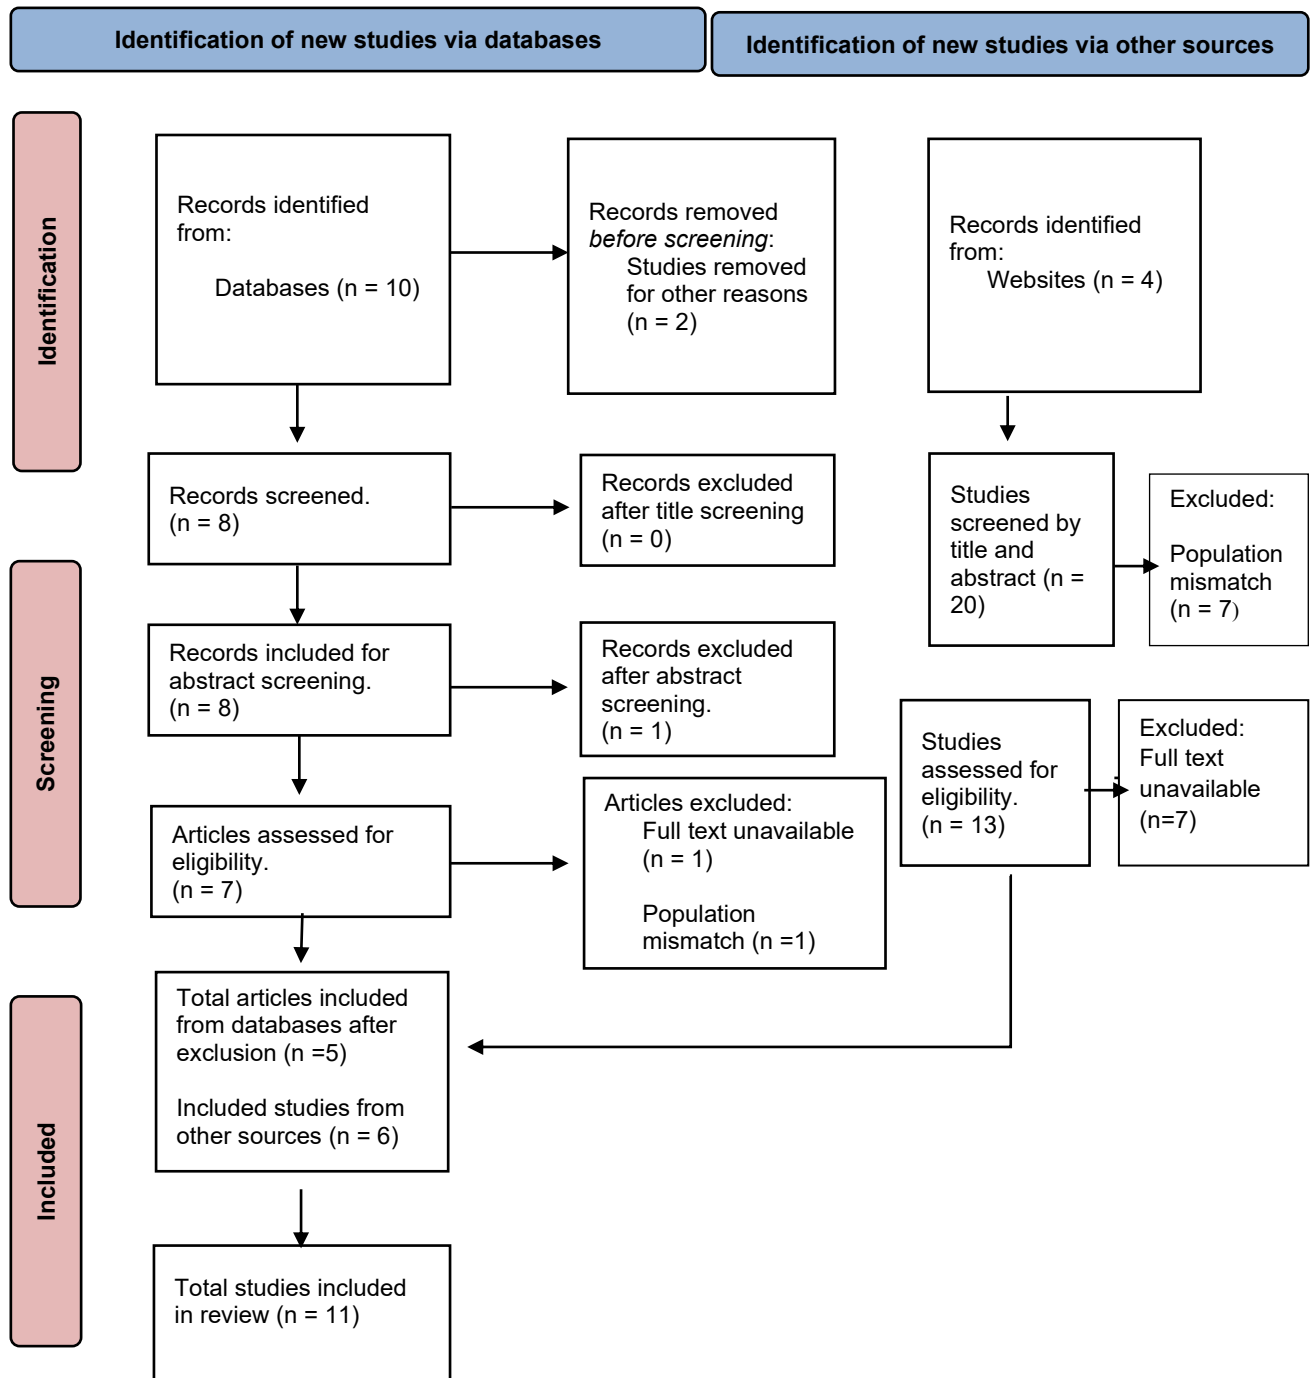 Identification of new studies via databases
Identification of new studies via other sources
Identification
Records identified
from:
Databases (n = 10)
Records removed
before screening:
Studies removed
for other reasons
(n = 2)
Records identified
from:
Websites (n = 4)
Records screened.
(n = 8)
Records excluded
after title screening
(n = 0)
Studies
screened by
title and
abstract (n =
20)
Excluded:
Population
mismatch
(n = 7)
Screening
Records included for
abstract screening.
(n = 8)
Records excluded
after abstract
screening.
(n = 1)
Studies
assessed for
eligibility.
(n = 13)
Excluded:
Full text
unavailable
(n=7)
Articles assessed for
eligibility.
(n = 7)
Articles excluded:
Full text unavailable
(n = 1)
Population
mismatch (n =1)
Included
Total articles included
from databases after
exclusion (n =5)
Included studies from
other sources (n = 6)
Total studies included
in review (n = 11)